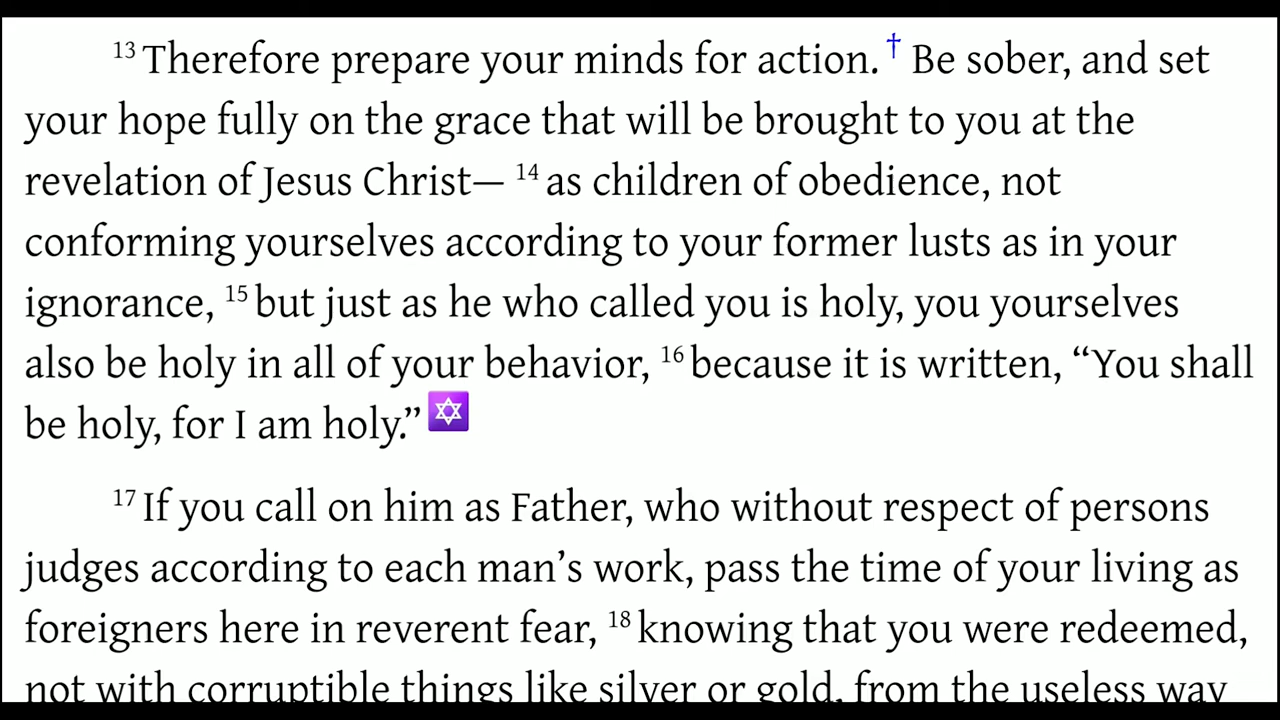 13 Therefore prepare your minds for action.† Be sober, and set
your hope fully on the grace that will be brought to you at the
revelation of Jesus Christ— 14 as children of obedience, not
conforming yourselves according to your former lusts as in your
ignorance, 15 but just as he who called you is holy, you yourselves
also be holy in all of your behavior, 16 because it is written, “You shall
be holy, for I am holy.” ✡
17 If you call on him as Father, who without respect of persons
judges according to each man’s work, pass the time of your living as
foreigners here in reverent fear, 18 knowing that you were redeemed,
not with corruptible things like silver or gold, from the useless way